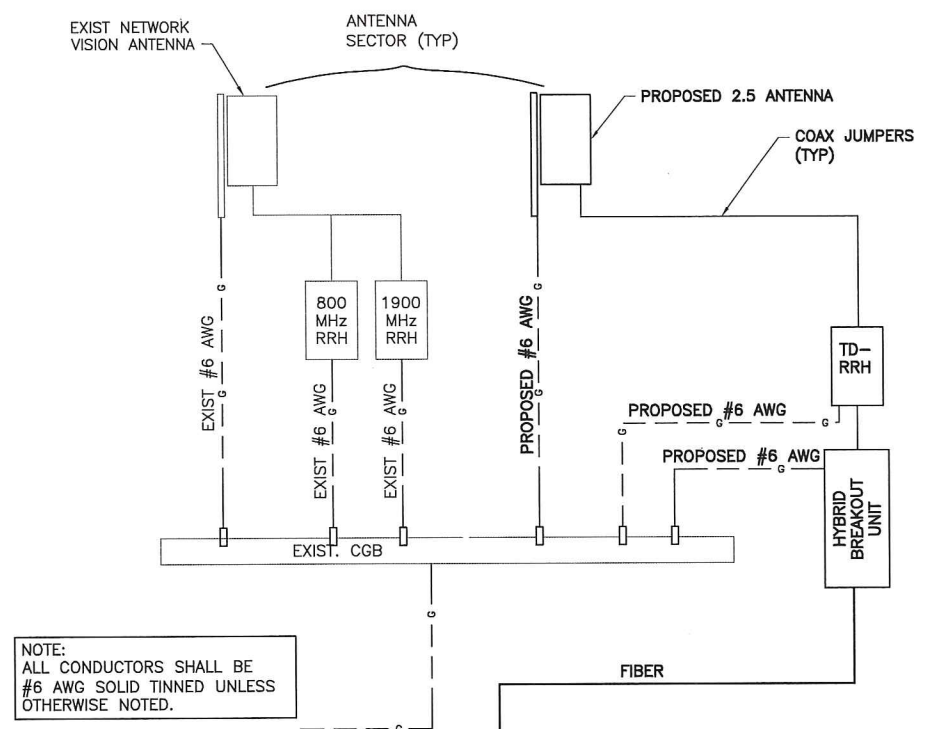 EXIST NETWORK
VISION ANTENNA
ANTENNA
SECTOR (TYP)
PROPOSED 2.5 ANTENNA
COAX JUMPERS
(TYP)
G
G
800
MHz
RRH
1900
MHz
RRH
TD-
RRH
EXIST #6 AWG
G
EXIST #6 AWG
G
EXIST #6 AWG
G
PROPOSED #6 AWG
G
PROPOSED #6 AWG
G
G
G
PROPOSED #6 AWG
G
HYBRID
BREAKOUT
UNIT
EXIST. CGB
G
NOTE:
ALL CONDUCTORS SHALL BE
#6 AWG SOLID TINNED UNLESS
OTHERWISE NOTED.
FIBER
G